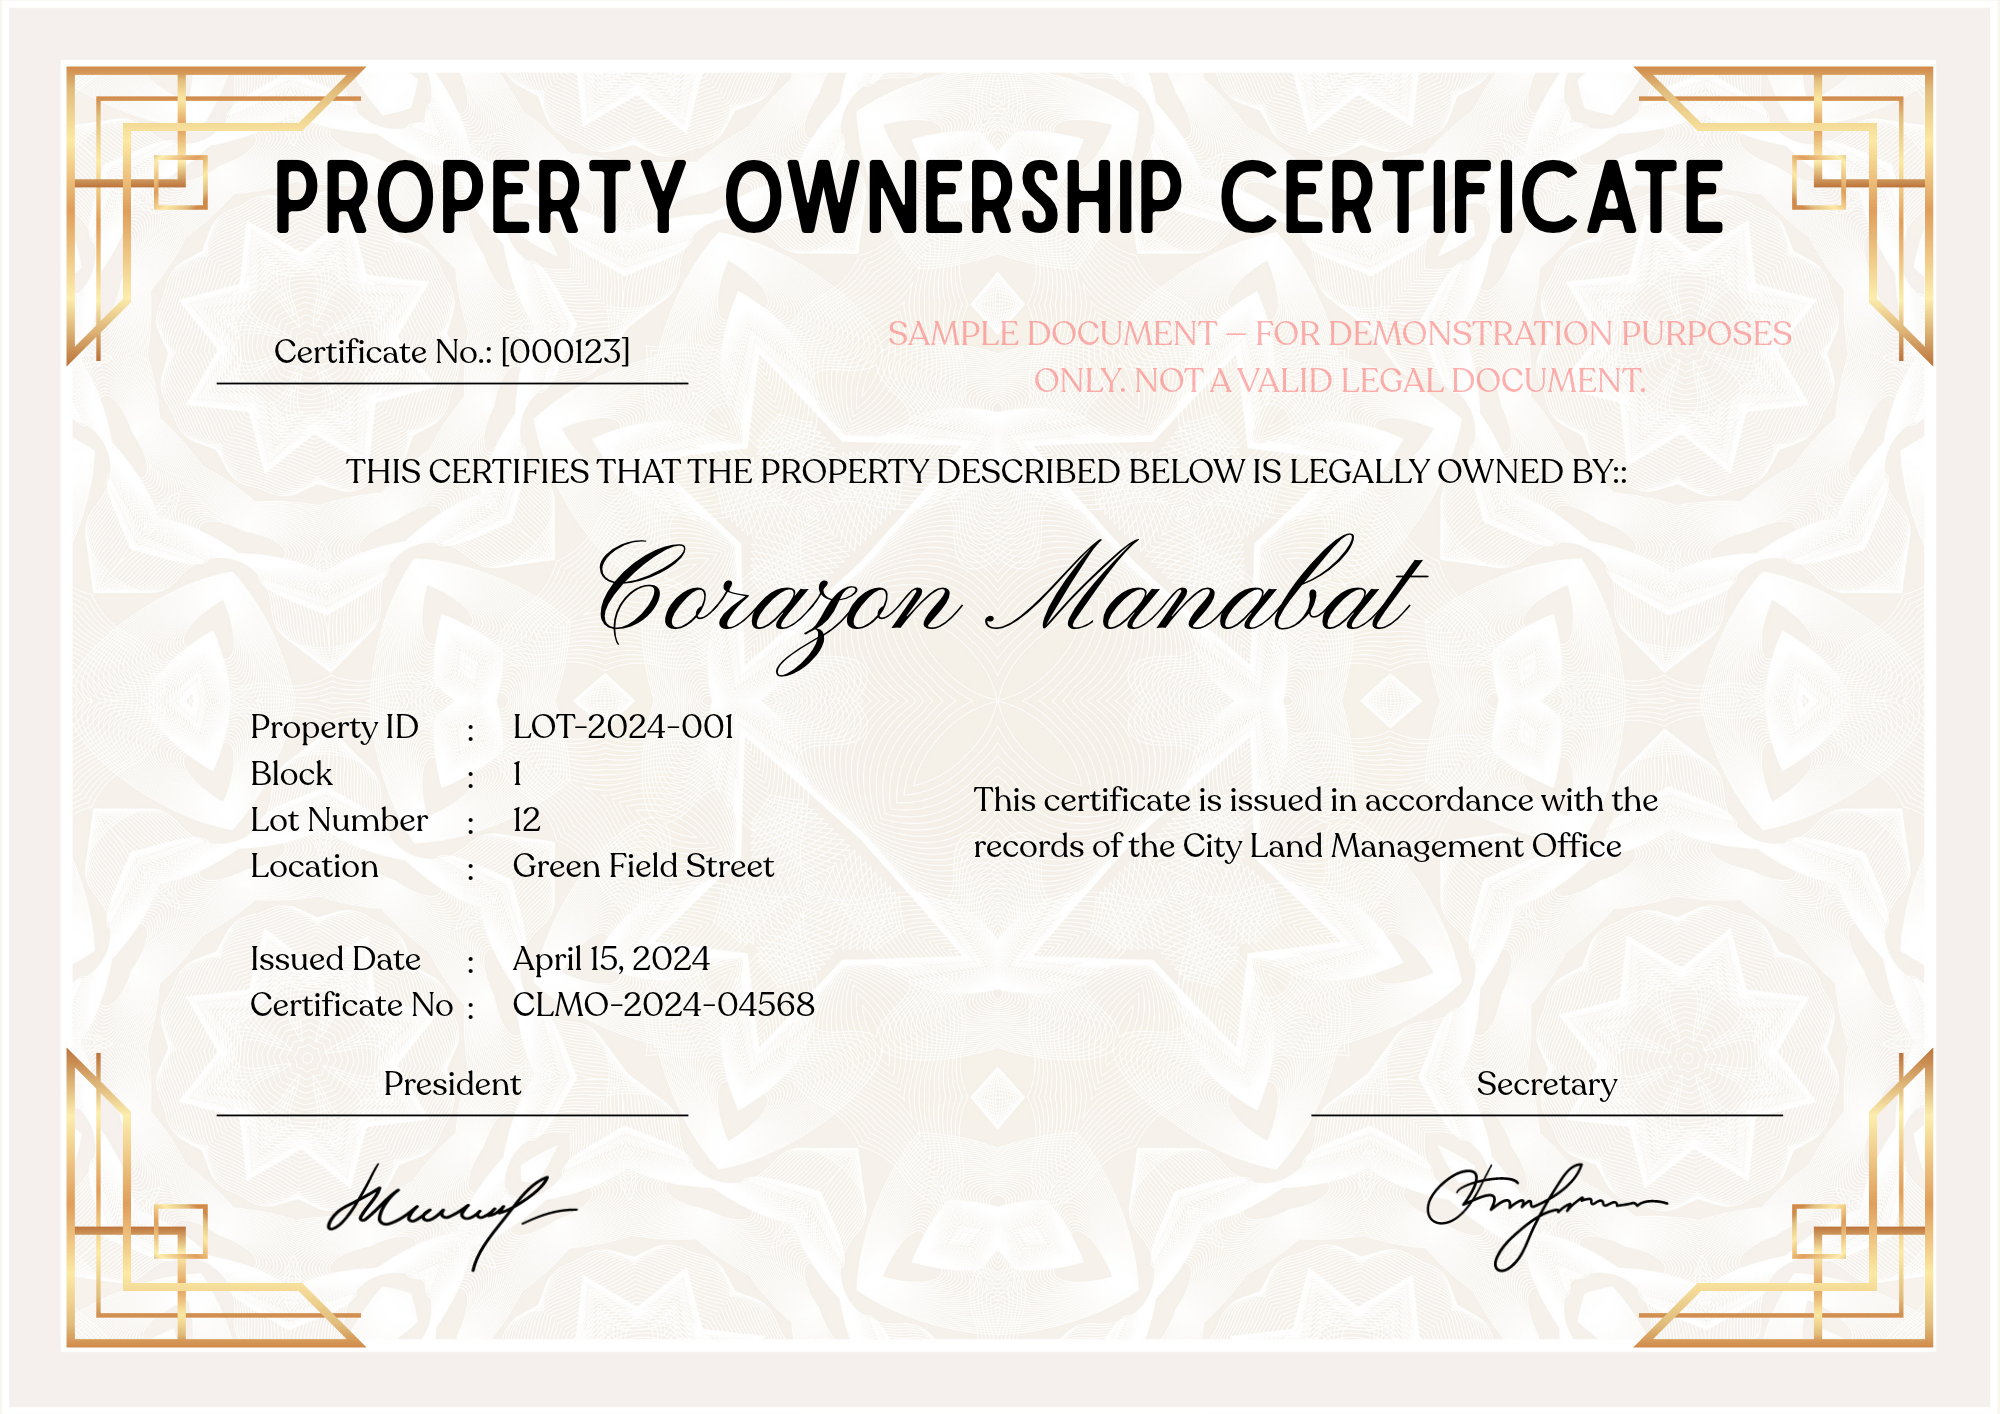 PROPERTY OWNERSHIP CERTIFICATE
Certificate No.: [000123]
SAMPLE DOCUMENT – FOR DEMONSTRATION PURPOSES
ONLY. NOT A VALID LEGAL DOCUMENT.
THIS CERTIFIES THAT THE PROPERTY DESCRIBED BELOW IS LEGALLY OWNED BY::
Corazon Manabat
Property ID : LOT-2024-001
Block : 1
Lot Number : 12
Location : Green Field Street
This certificate is issued in accordance with the
records of the City Land Management Office
Issued Date : April 15, 2024
Certificate No : CLMO-2024-04568
President
Secretary